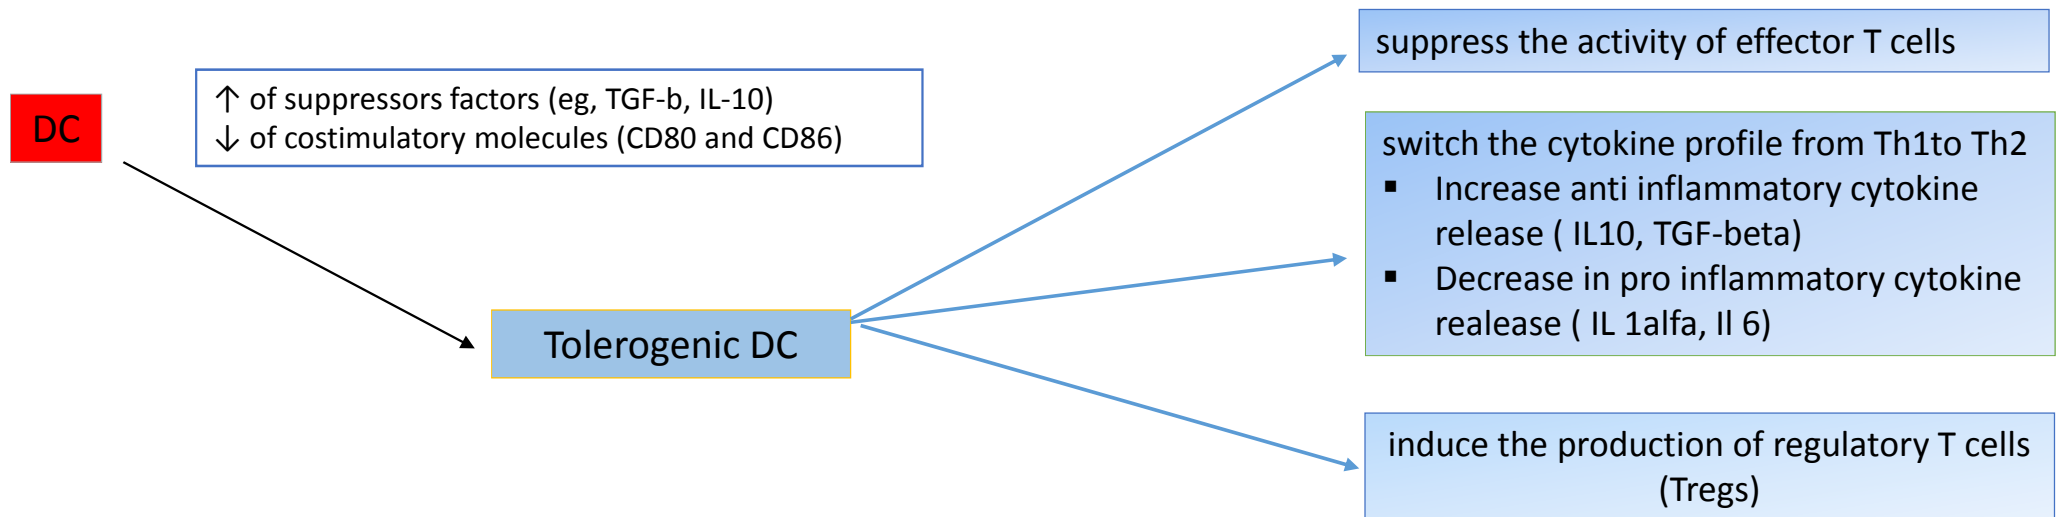 DC
↑ of suppressors factors (eg, TGF-b, IL-10)
↓ of costimulatory molecules (CD80 and CD86)
Tolerogenic DC
suppress the activity of effector T cells
switch the cytokine profile from Th1to Th2
▪ Increase anti inflammatory cytokine
release ( IL10, TGF-beta)
▪ Decrease in pro inflammatory cytokine
realease ( IL 1alfa, Il 6)
induce the production of regulatory T cells
(Tregs)